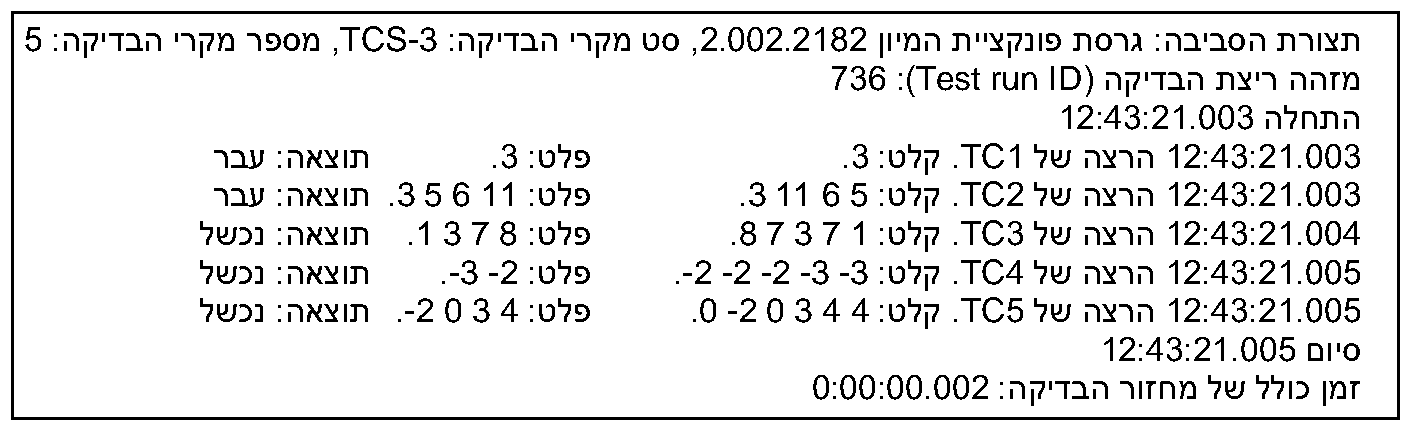 תצורת הסביבה: גרסת פונקציית המיון 2.002.2182, סט מקרי הבדיקה: TCS-3, מספר מקרי הבדיקה: 5
מזהה ריצת הבדיקה (Test run ID): 736
התחלה 12:43:21.003
12:43:21.003 הרצה של TC1. קלט: 3. פלט: 3. תוצאה: עבר
12:43:21.003 הרצה של TC2. קלט: 3 11 6 5. פלט: 3 5 6 11. תוצאה: עבר
12:43:21.004 הרצה של TC3. קלט: 8 7 3 7 1. פלט: 1 3 7 8. תוצאה: נכשל
12:43:21.005 הרצה של TC4. קלט: -2 -2 -2 -3 -3. פלט: -3 -2. תוצאה: נכשל
12:43:21.005 הרצה של TC5. קלט: 0 -2 0 3 4 4. פלט: -2 0 3 4. תוצאה: נכשל
סיום 12:43:21.005
זמן כולל של מחזור הבדיקה: 0:00:00.002